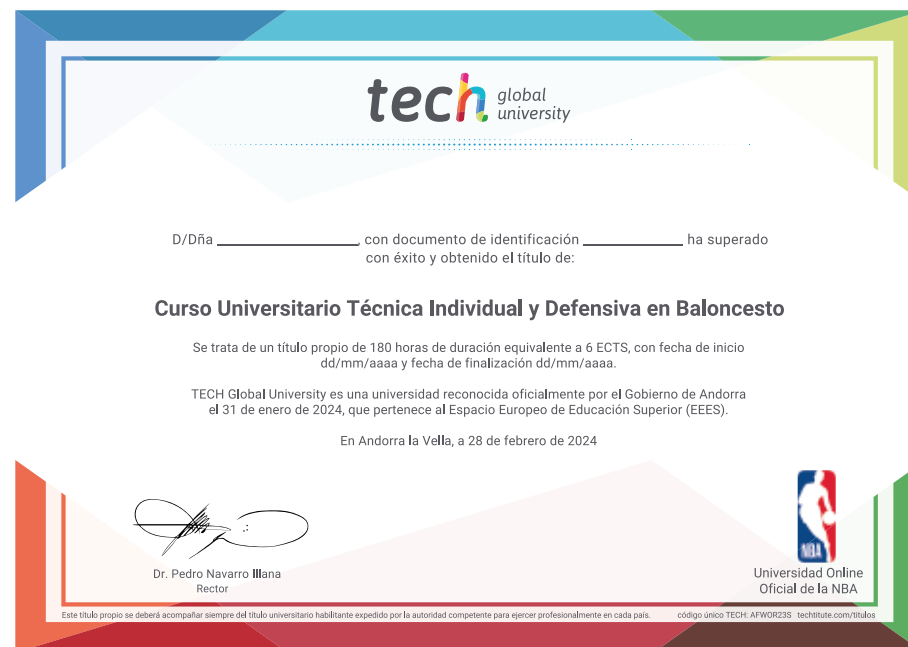 tech global university
D/Dña ____________________, con documento de identificación ______________ ha superado
con éxito y obtenido el título de:
Curso Universitario Técnica Individual y Defensiva en Baloncesto
Se trata de un título propio de 180 horas de duración equivalente a 6 ECTS, con fecha de inicio
dd/mm/aaaa y fecha de finalización dd/mm/aaaa.
TECH Global University es una universidad reconocida oficialmente por el Gobierno de Andorra
el 31 de enero de 2024, que pertenece al Espacio Europeo de Educación Superior (EEES).
En Andorra la Vella, a 28 de febrero de 2024
NBA
Dr. Pedro Navarro Illana
Rector
Universidad Online
Oficial de la NBA
Este título propio se deberá acompañar siempre del título universitario habilitante expedido por la autoridad competente para ejercer profesionalmente en cada país.
código único TECH: AFWOR23S techtitute.com/titulos